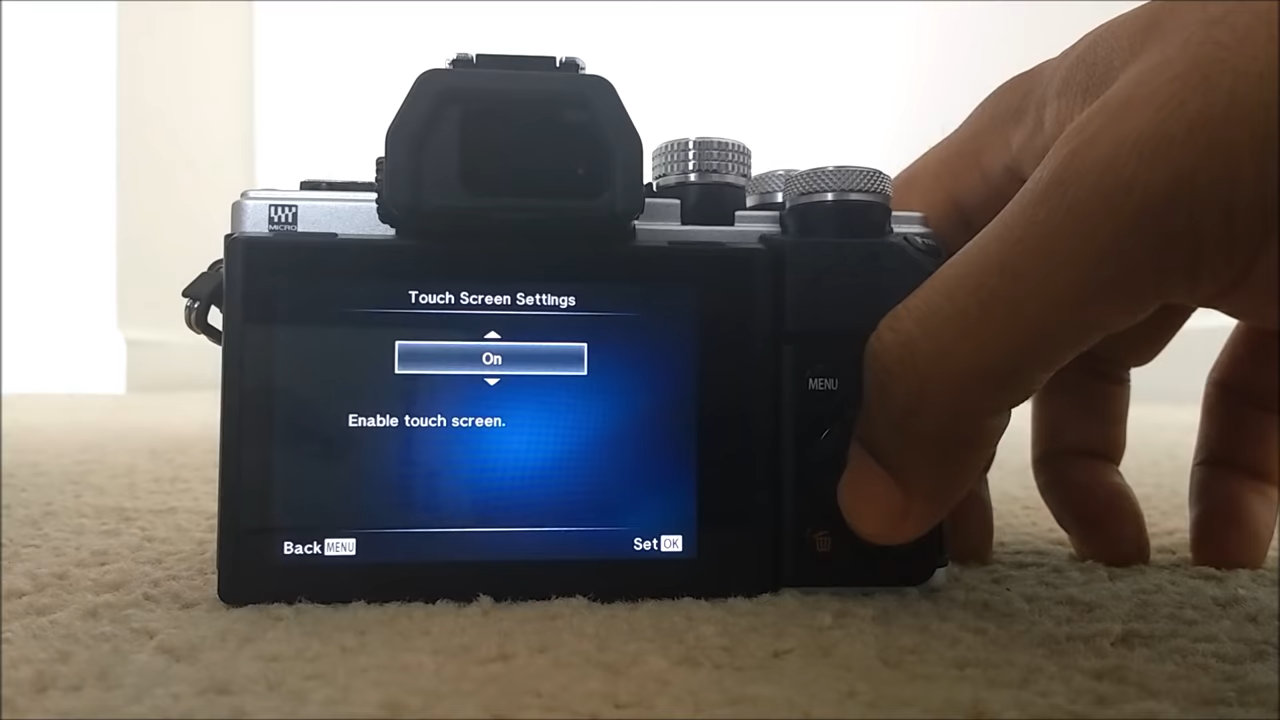 MICRO
Touch Screen Settings
On
Enable touch screen.
Back MENU
Set OK
MENU